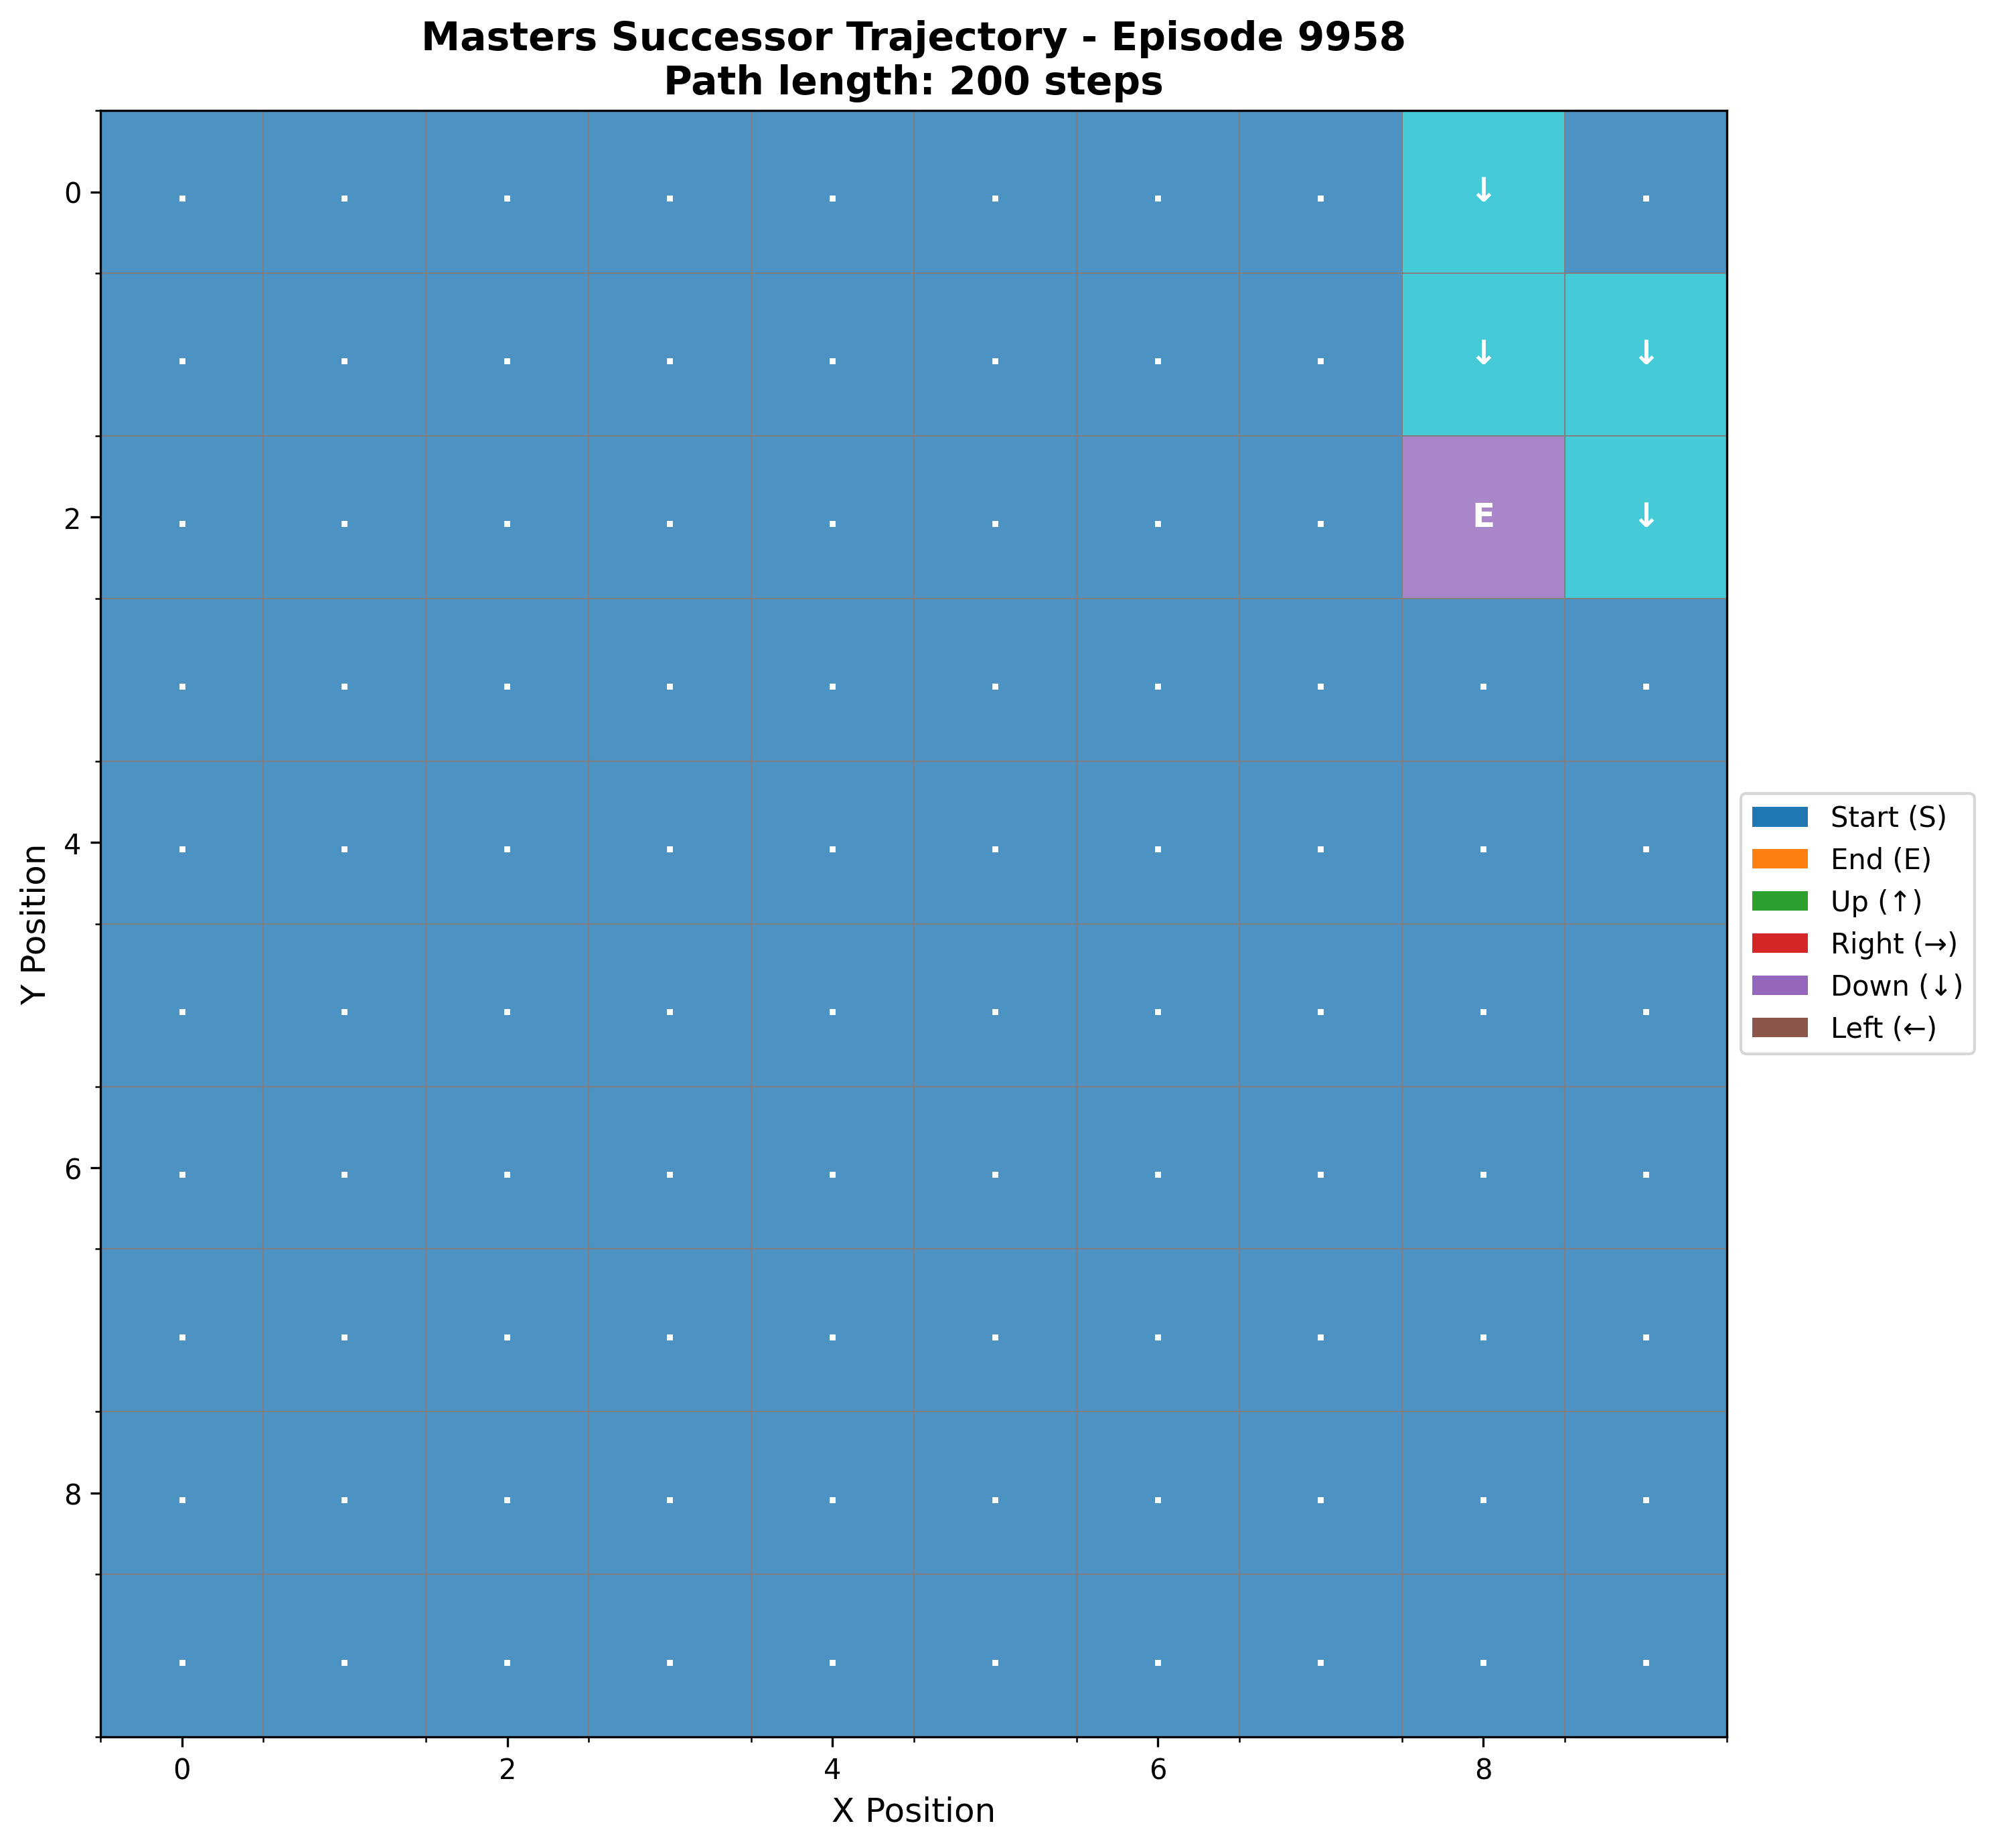 Masters Successor Trajectory - Episode 9958
Path length: 200 steps
. . . . . . . . ↓ .
0
. . . . . . . . ↓ ↓
. . . . . . . . E ↓
2
. . . . . . . . . .
. . . . . . . . . .
4
. . . . . . . . . .
. . . . . . . . . .
6
. . . . . . . . . .
. . . . . . . . . .
8
. . . . . . . . . .
0 2 4 6 8
X Position
Y Position
Start (S)
End (E)
Up (↑)
Right (→)
Down (↓)
Left (←)